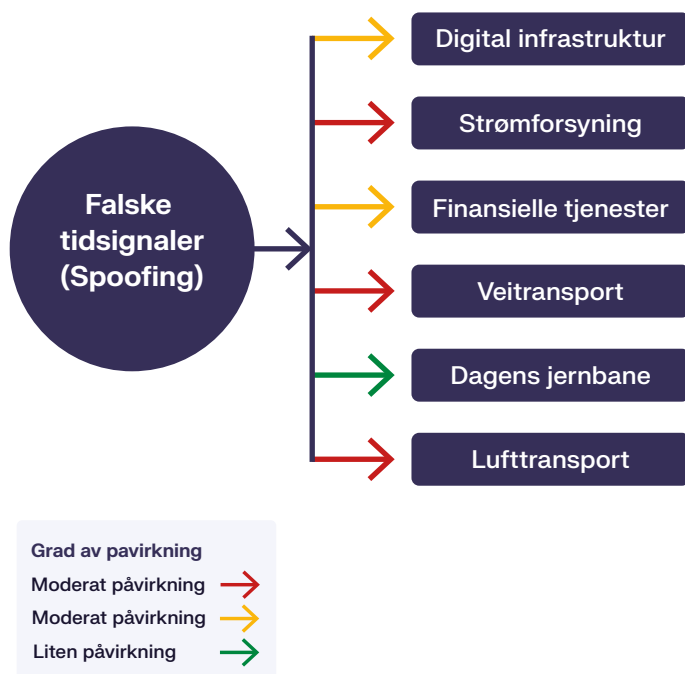 Digital infrastruktur
Strømforsyning
Falske
tidsignaler
(Spoofing)
Finansielle tjenester
Veitransport
Dagens jernbane
Lufttransport
Grad av pavirkning
Moderat påvirkning
Moderat påvirkning
Liten påvirkning